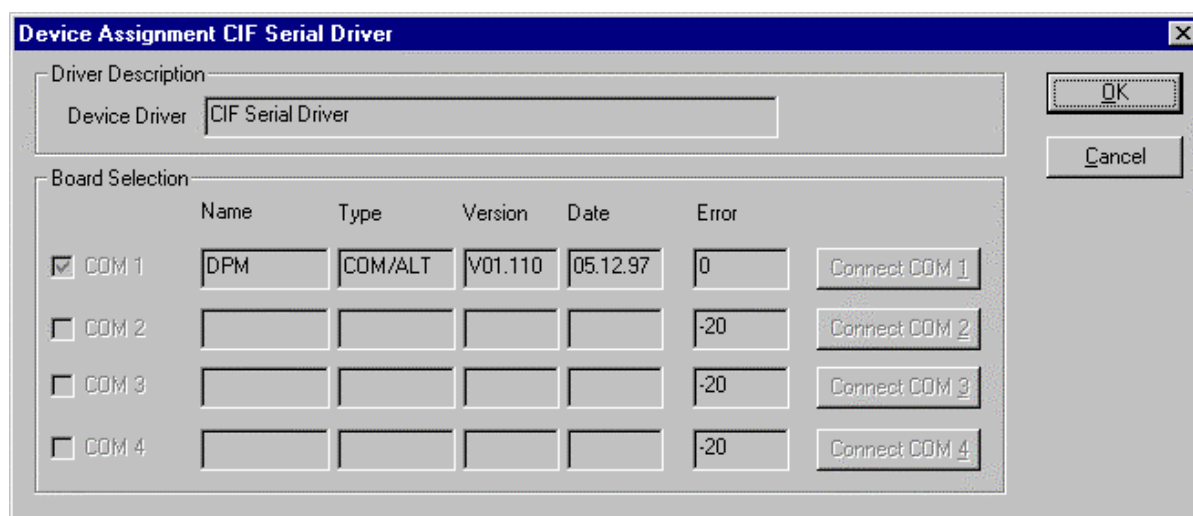 Device Assignment CIF Serial Driver
Driver Description
Device Driver CIF Serial Driver
OK
Cancel
Board Selection
Name Type Version Date Error
COM 1 DPM COM/ALT V01.110 05.12.97 0 Connect COM 1
COM 2 -20 Connect COM 2
COM 3 -20 Connect COM 3
COM 4 -20 Connect COM 4